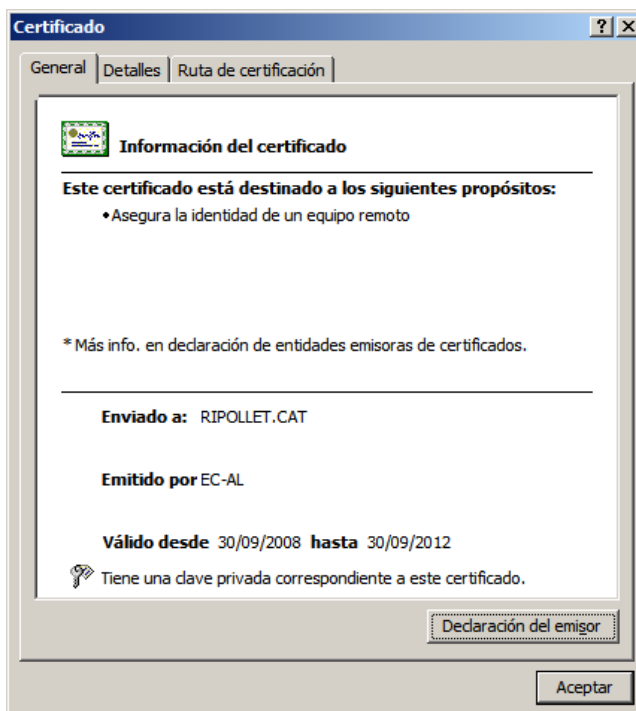 Certificado
General Detalles Ruta de certificación
Información del certificado
Este certificado está destinado a los siguientes propósitos:
•Asegura la identidad de un equipo remoto
* Más info. en declaración de entidades emisoras de certificados.
Enviado a: RIPOLLET.CAT
Emitido por EC-AL
Válido desde 30/09/2008 hasta 30/09/2012
Tiene una clave privada correspondiente a este certificado.
Declaración del emisor
Aceptar